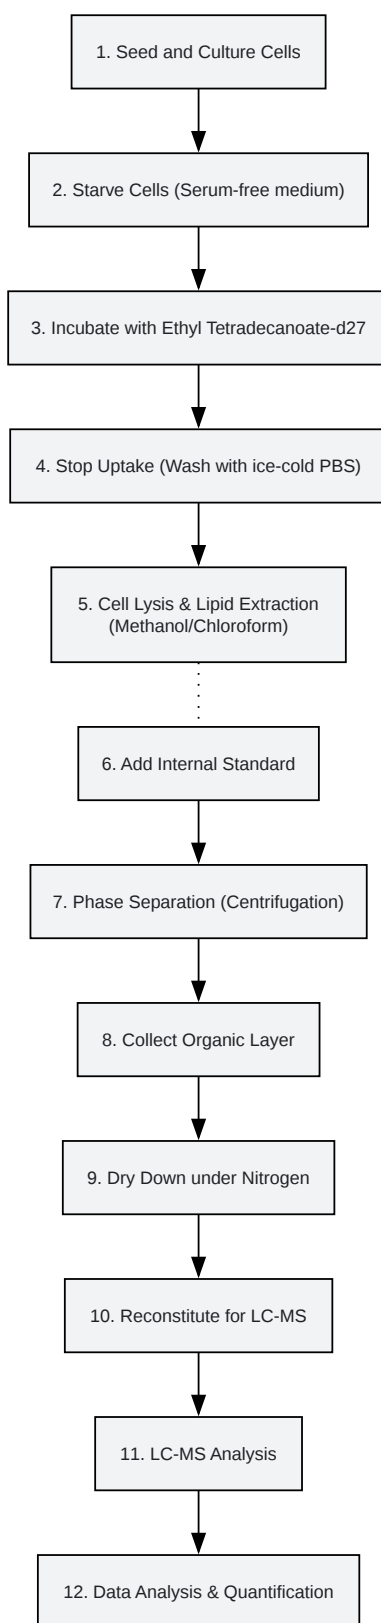 1. Seed and Culture Cells
2. Starve Cells (Serum-free medium)
3. Incubate with Ethyl Tetradecanoate-d27
4. Stop Uptake (Wash with ice-cold PBS)
5. Cell Lysis & Lipid Extraction
(Methanol/Chloroform)
6. Add Internal Standard
7. Phase Separation (Centrifugation)
8. Collect Organic Layer
9. Dry Down under Nitrogen
10. Reconstitute for LC-MS
11. LC-MS Analysis
12. Data Analysis & Quantification